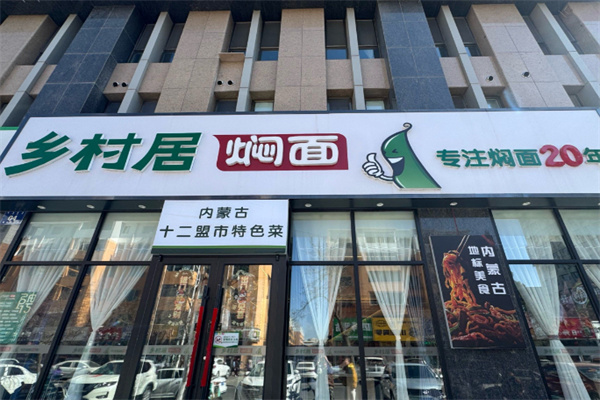 乡村居 焖面 专注焖面20年
内蒙古
十二盟市特色菜
内蒙古
地标美食